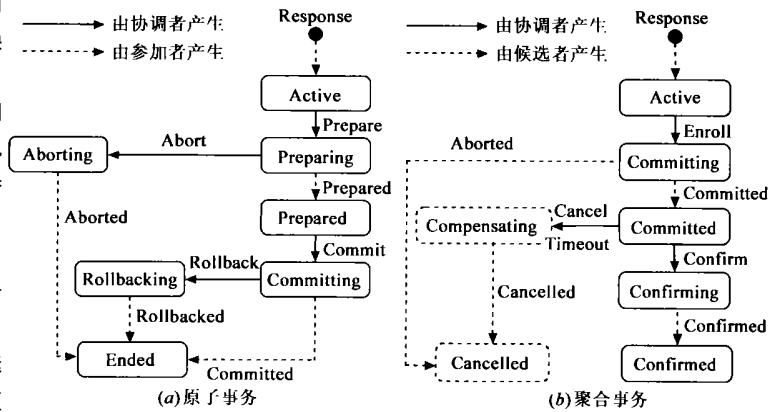 由协调者产生
由参加者产生
Response
Active
Prepare
Abort
Aborting
Preparing
Prepared
Aborted
Prepared
Commit
Rollback
Rollbacking
Committing
Rollbacked
Ended
Committed
(a)原子事务
由协调者产生
由候选者产生
Response
Active
Enroll
Aborted
Committing
Committed
Cancel
Compensating
Committed
Timeout
Confirm
Confirming
Cancelled
Confirmed
Cancelled
Confirmed
(b)聚合事务